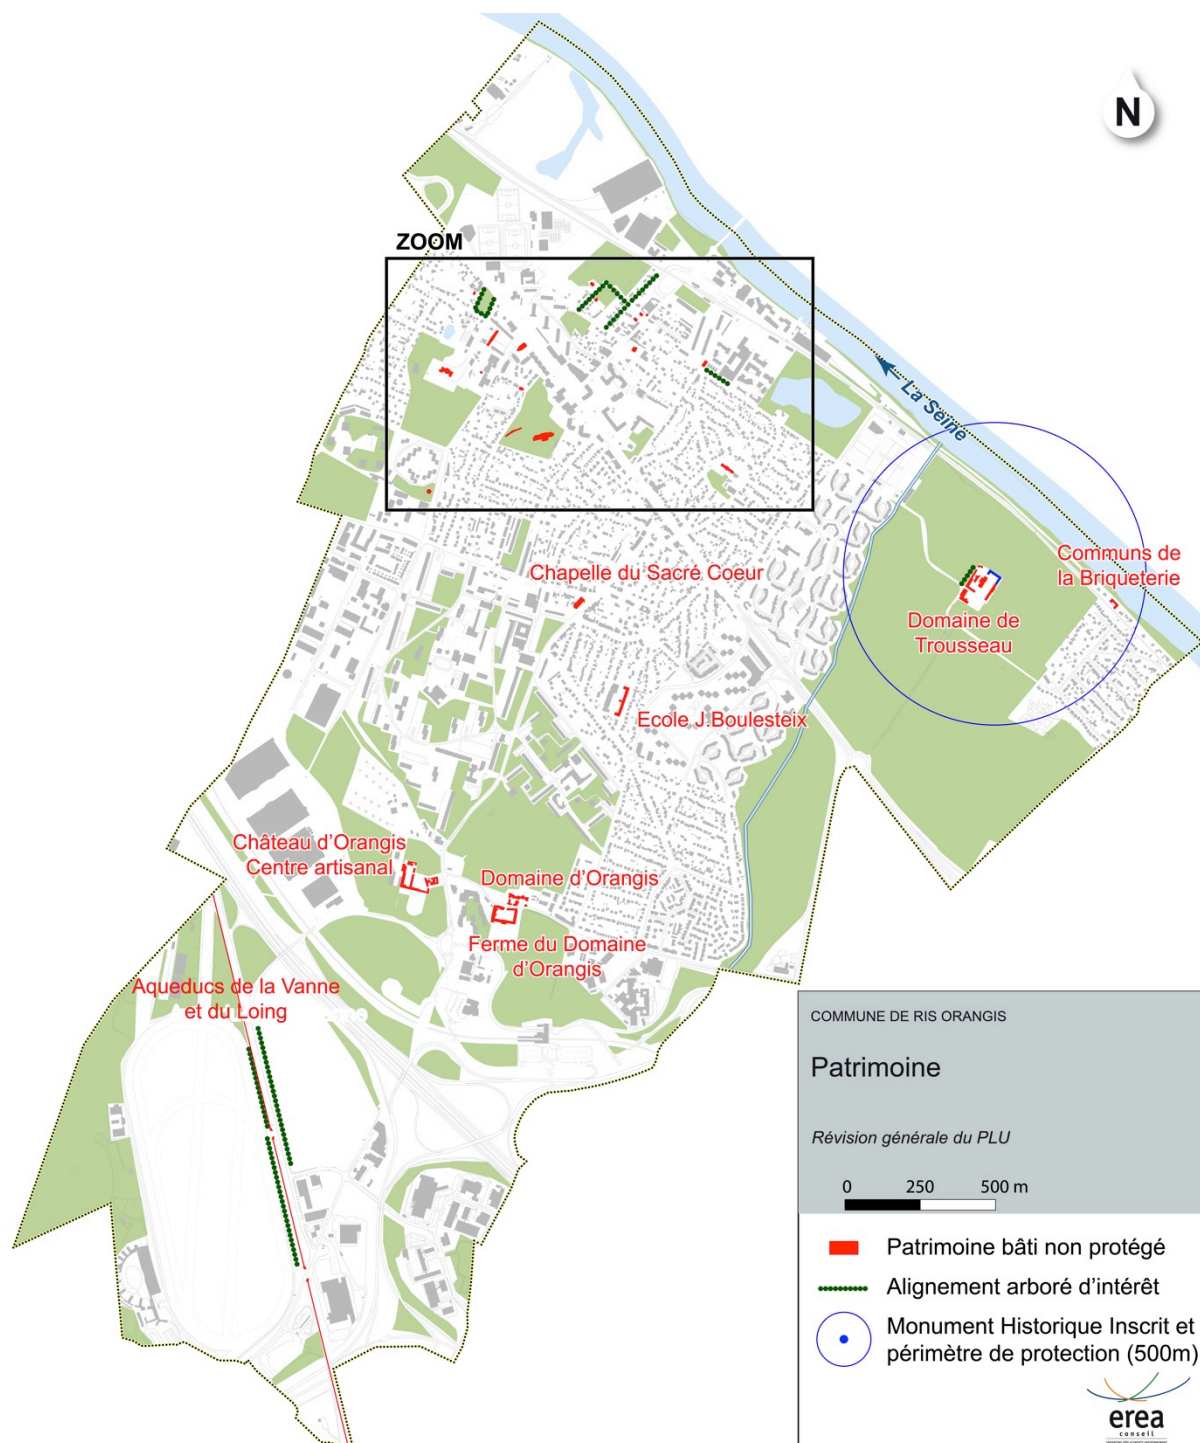 N
ZOOM
La Seine
Chapelle du Sacré Coeur
Communs de
la Briqueterie
Domaine de
Trousseau
Ecole J.Boulesteix
Château d'Orangis
Centre artisanal
Domaine d'Orangis
Ferme du Domaine
d'Orangis
Aqueducs de la Vanne
et du Loing
COMMUNE DE RIS ORANGIS
Patrimoine
Révision générale du PLU
0 250 500 m
Patrimoine bâti non protégé
Alignement arboré d'intérêt
Monument Historique Inscrit et
périmètre de protection (500m)
erea
conseil